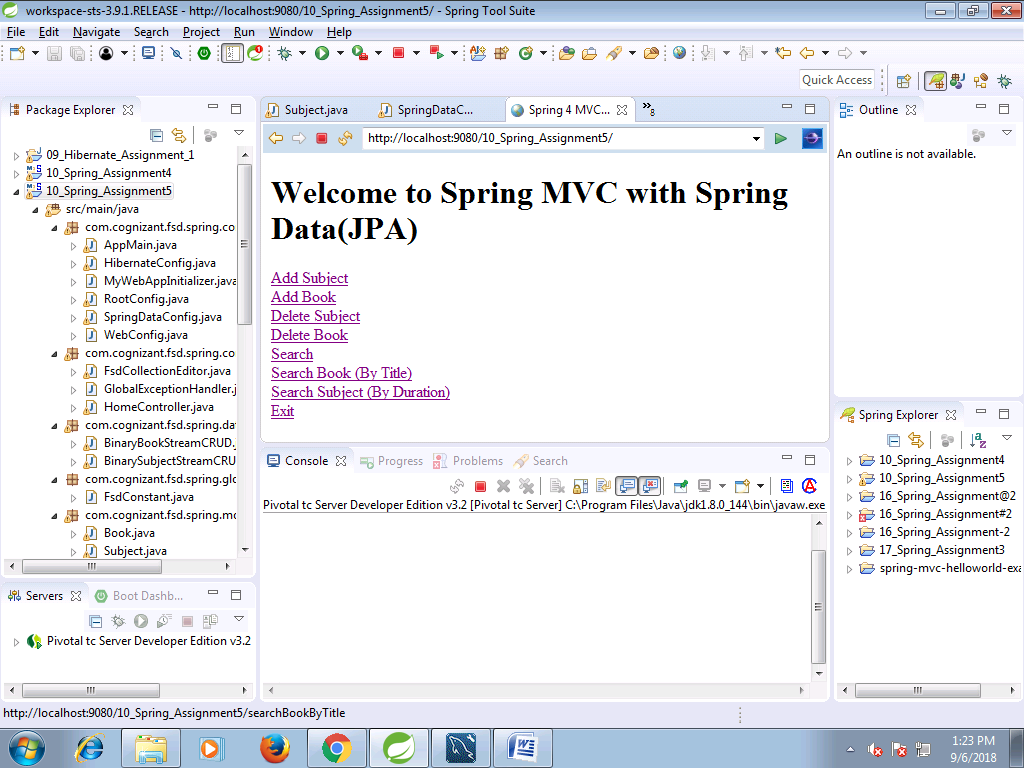 workspace-sts-3.9.1.RELEASE - http://localhost:9080/10_Spring_Assignment5/ - Spring Tool Suite
File Edit Navigate Search Project Run Window Help
Quick Access
Package Explorer
09_Hibernate_Assignment_1
10_Spring_Assignment4
10_Spring_Assignment5
src/main/java
com.cognizant.fsd.spring.co
AppMain.java
HibernateConfig.java
MyWebAppInitializer.java
RootConfig.java
SpringDataConfig.java
WebConfig.java
com.cognizant.fsd.spring.co
FsdCollectionEditor.java
GlobalExceptionHandler.j
HomeController.java
com.cognizant.fsd.spring.da
BinaryBookStreamCRUD.
BinarySubjectStreamCRU
com.cognizant.fsd.spring.glo
FsdConstant.java
com.cognizant.fsd.spring.mo
Book.java
Subject.java
Servers Boot Dashb...
Pivotal tc Server Developer Edition v3.2
Subject.java SpringDataC... Spring 4 MVC... »8
http://localhost:9080/10_Spring_Assignment5/
Welcome to Spring MVC with Spring
Data(JPA)
Add Subject
Add Book
Delete Subject
Delete Book
Search
Search Book (By Title)
Search Subject (By Duration)
Exit
Console Progress Problems Search
Pivotal tc Server Developer Edition v3.2 [Pivotal tc Server] C:\Program Files\Java\jdk1.8.0_144\bin\javaw.exe
Outline
An outline is not available.
Spring Explorer
10_Spring_Assignment4
10_Spring_Assignment5
16_Spring_Assignment@2
16_Spring_Assignment#2
16_Spring_Assignment-2
17_Spring_Assignment3
spring-mvc-helloworld-exa
http://localhost:9080/10_Spring_Assignment5/searchBookByTitle
1:23 PM
9/6/2018